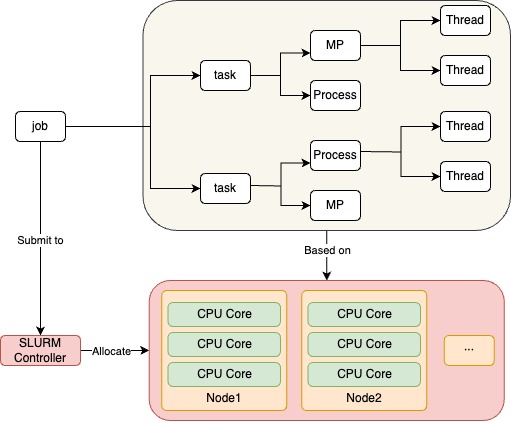 Thread
MP
task
Thread
Process
job
Thread
Process
task
Thread
MP
Submit to
Based on
SLURM
Controller
Allocate
CPU Core
CPU Core
CPU Core
Node1
CPU Core
CPU Core
CPU Core
Node2
...